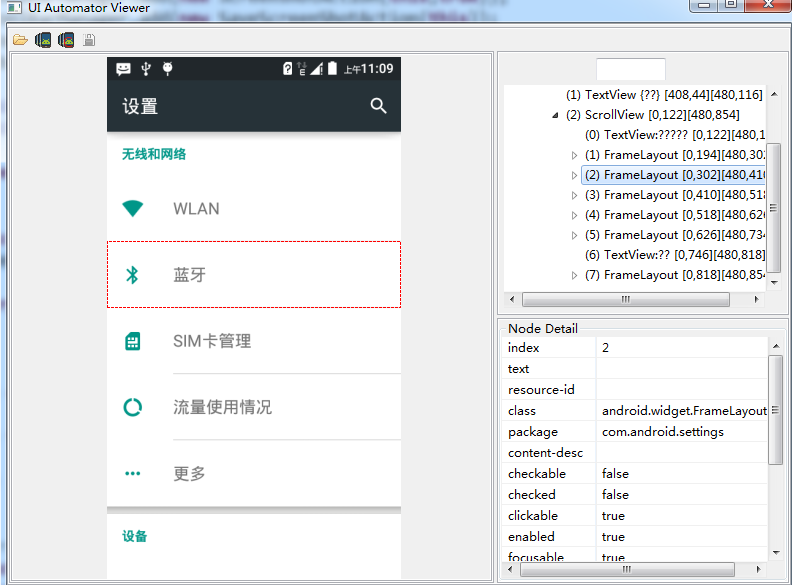 UI Automator Viewer
上午11:09
设置
无线和网络
WLAN
蓝牙
SIM卡管理
流量使用情况
更多
设备
(1) TextView {??} [408,44][480,116]
(2) ScrollView [0,122][480,854]
(0) TextView:????? [0,122][480,1
(1) FrameLayout [0,194][480,302
(2) FrameLayout [0,302][480,410
(3) FrameLayout [0,410][480,518
(4) FrameLayout [0,518][480,626
(5) FrameLayout [0,626][480,734
(6) TextView:?? [0,746][480,818]
(7) FrameLayout [0,818][480,854
Node Detail
index 2
text
resource-id
class android.widget.FrameLayout
package com.android.settings
content-desc
checkable false
checked false
clickable true
enabled true
focusable true